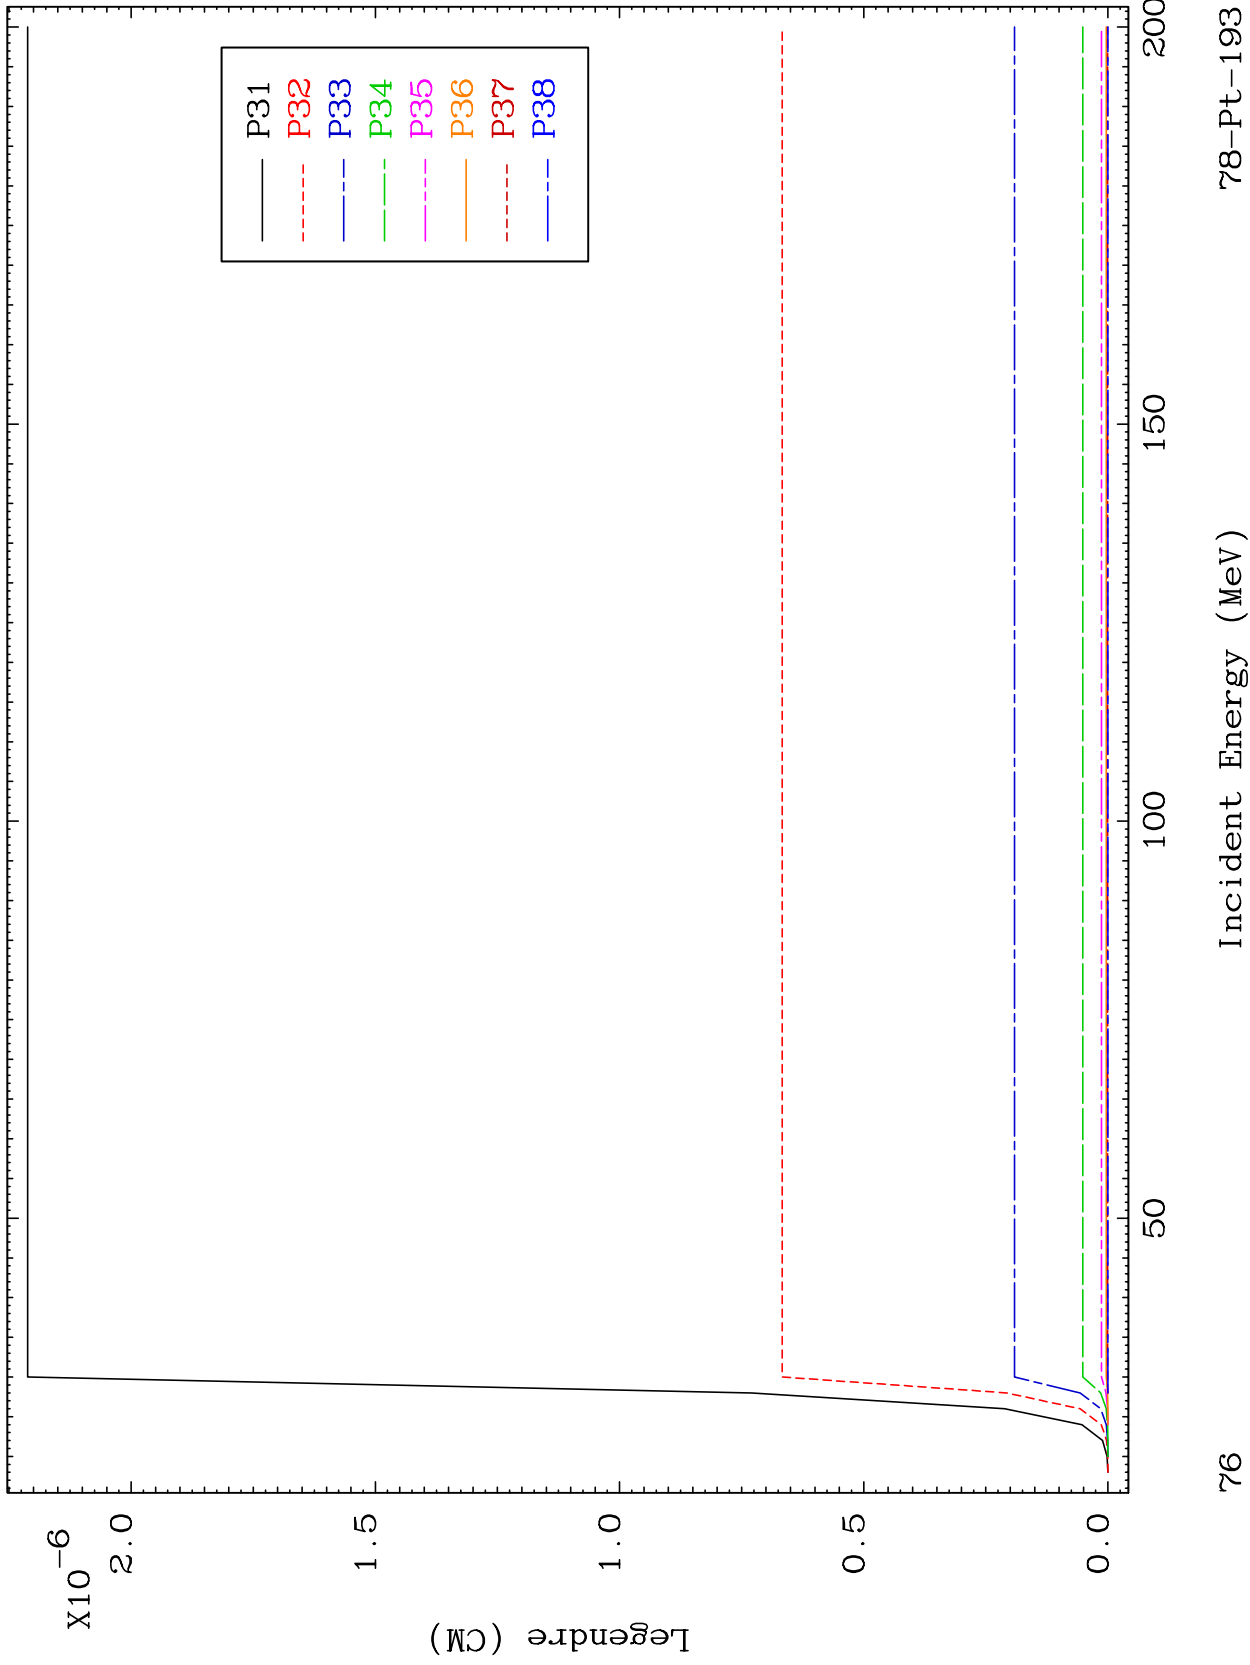 X10-6
2.0
1.5
1.0
0.5
0.0
Legendre (CM)
P31
P32
P33
P34
P35
P36
P37
P38
50
100
150
200
Incident Energy (MeV)
76
78-Pt-193